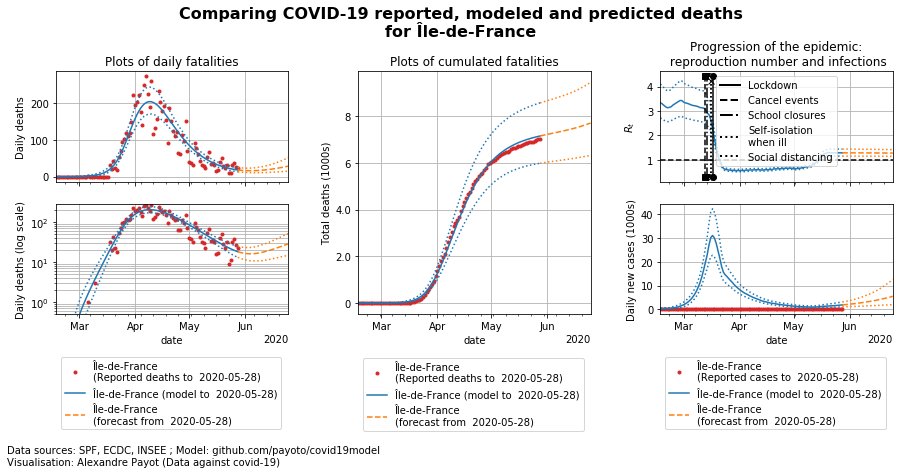 Comparing COVID-19 reported, modeled and predicted deaths
for Île-de-France
Plots of daily fatalities
Daily deaths
200
100
0
Daily deaths (log scale)
10²
10¹
10⁰
Mar
Apr
May
Jun
date
2020
Île-de-France
(Reported deaths to 2020-05-28)
Île-de-France (model to 2020-05-28)
Île-de-France
(forecast from 2020-05-28)
Plots of cumulated fatalities
Total deaths (1000s)
8
6.0
4.0
2.0
0
Mar
Apr
May
Jun
date
2020
Île-de-France
(Reported deaths to 2020-05-28)
Île-de-France (model to 2020-05-28)
Île-de-France
(forecast from 2020-05-28)
Progression of the epidemic:
reproduction number and infections
Rt
4
3
2
1
Lockdown
Cancel events
School closures
Self-isolation
when ill
Social distancing
Daily new cases (1000s)
40
30
20
10
0
Mar
Apr
May
Jun
date
2020
Île-de-France
(Reported cases to 2020-05-28)
Île-de-France (model to 2020-05-28)
Île-de-France
(forecast from 2020-05-28)
Data sources: SPF, ECDC, INSEE ; Model: github.com/payoto/covid19model
Visualisation: Alexandre Payot (Data against covid-19)